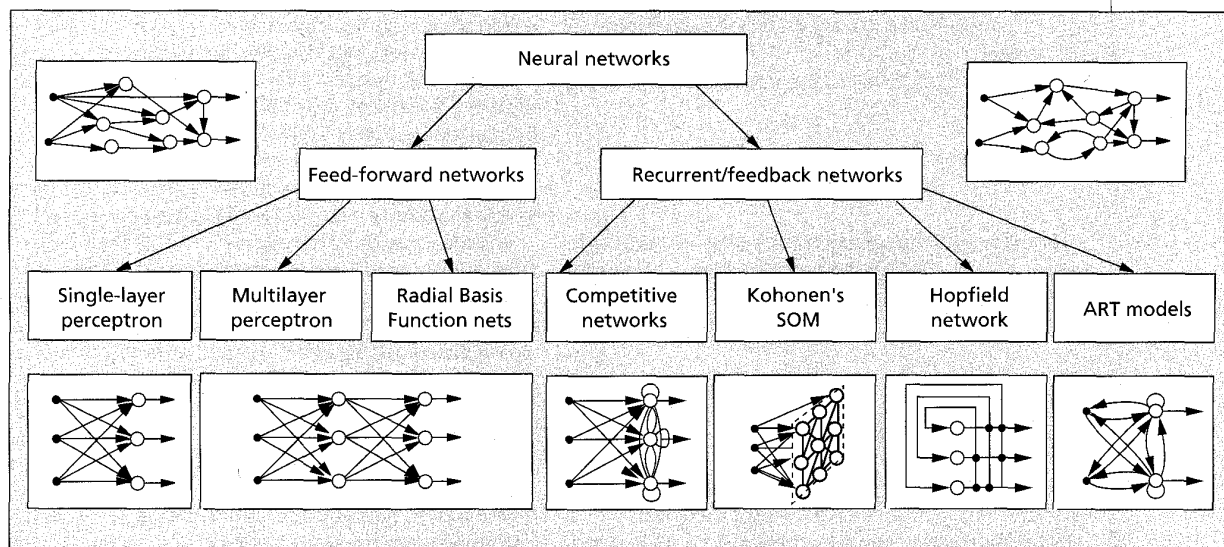 Neural networks
Feed-forward networks
Recurrent/feedback networks
Single-layer
perceptron
Multilayer
perceptron
Radial Basis
Function nets
Competitive
networks
Kohonen's
SOM
Hopfield
network
ART models